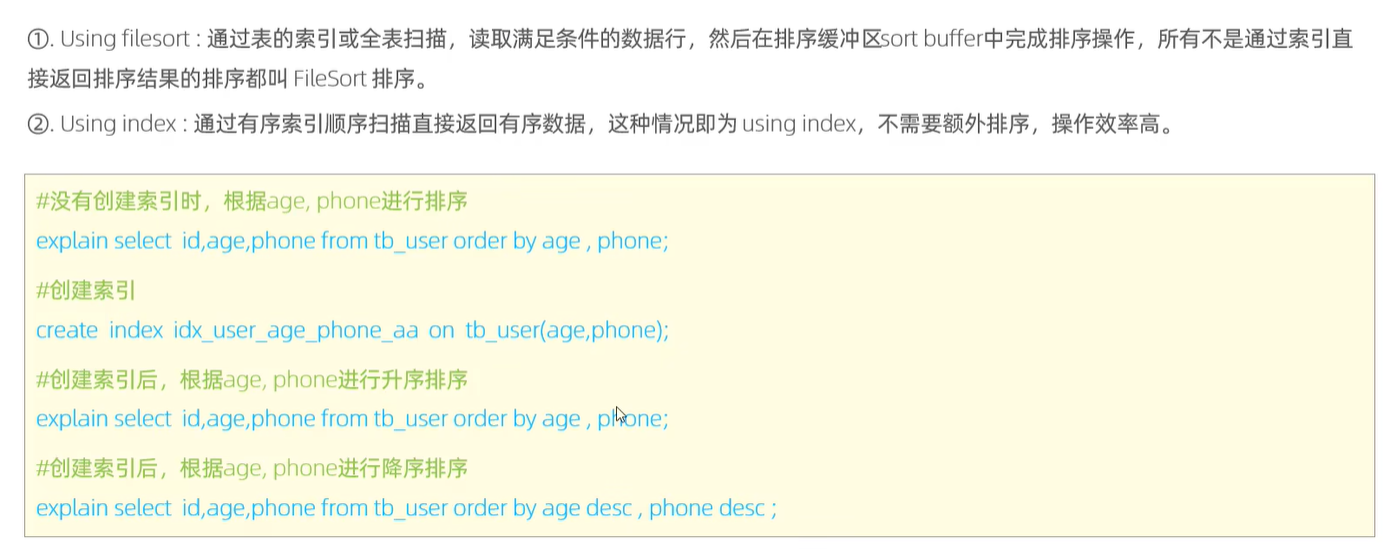 ①. Using filesort : 通过表的索引或全表扫描，读取满足条件的数据行，然后在排序缓冲区sort buffer中完成排序操作，所有不是通过索引直
接返回排序结果的排序都叫 FileSort 排序。
②. Using index : 通过有序索引顺序扫描直接返回有序数据，这种情况即为 using index，不需要额外排序，操作效率高。
#没有创建索引时，根据age, phone进行排序
explain select  id,age,phone from tb_user order by age , phone;
#创建索引
create  index  idx_user_age_phone_aa  on  tb_user(age,phone);
#创建索引后，根据age, phone进行升序排序
explain select  id,age,phone from tb_user order by age , phone;
#创建索引后，根据age, phone进行降序排序
explain select  id,age,phone from tb_user order by age desc , phone desc ;